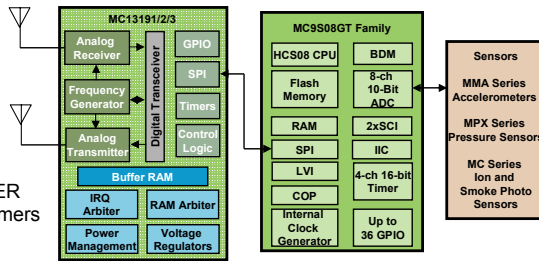 MC13191/2/3
Analog
Receiver
Frequency
Generator
Analog
Transmitter
Digital Transceiver
GPIO
SPI
Timers
Control
Logic
Buffer RAM
IRQ
Arbiter
RAM Arbiter
Power
Management
Voltage
Regulators
ER
mers
MC9S08GT Family
HCS08 CPU
BDM
Flash
Memory
8-ch
10-Bit
ADC
RAM
2xSCI
SPI
IIC
LVI
4-ch 16-bit
Timer
COP
Internal
Clock
Generator
Up to
36 GPIO
Sensors
MMA Series
Accelerometers
MPX Series
Pressure Sensors
MC Series
Ion and
Smoke Photo
Sensors